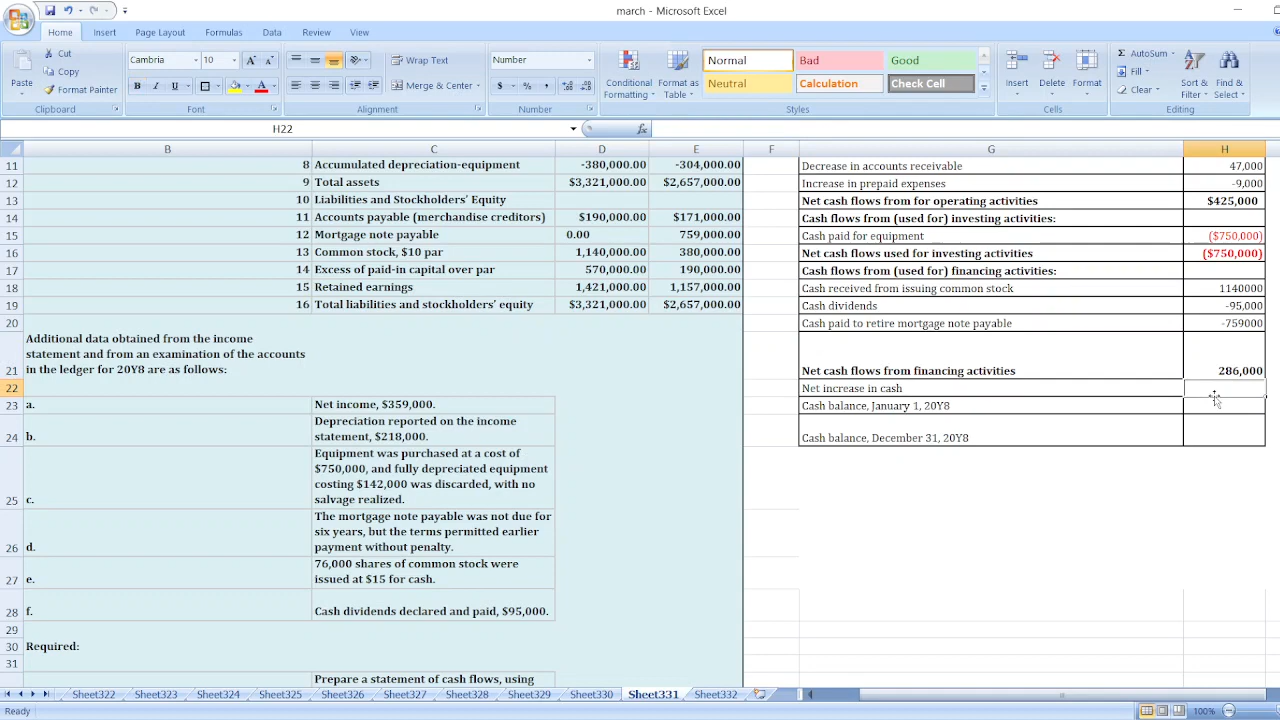 march - Microsoft Excel
Home Insert Page Layout Formulas Data Review View
Paste
Cut
Copy
Format Painter
Clipboard
Cambria 10
B I U
Font
Wrap Text
Merge & Center
Alignment
Number
$ % ,
Number
Conditional Formatting
Format as Table
Normal Bad Good
Neutral Calculation Check Cell
Styles
Insert Delete Format
Cells
AutoSum
Fill
Clear
Sort & Filter
Find & Select
Editing
H22
fx
B C D E F G H
11 8 Accumulated depreciation-equipment -380,000.00 -304,000.00 Decrease in accounts receivable 47,000
12 9 Total assets $3,321,000.00 $2,657,000.00 Increase in prepaid expenses -9,000
13 10 Liabilities and Stockholders' Equity Net cash flows from for operating activities $425,000
14 11 Accounts payable (merchandise creditors) $190,000.00 $171,000.00 Cash flows from (used for) investing activities:
15 12 Mortgage note payable 0.00 759,000.00 Cash paid for equipment ($750,000)
16 13 Common stock, $10 par 1,140,000.00 380,000.00 Net cash flows used for investing activities ($750,000)
17 14 Excess of paid-in capital over par 570,000.00 190,000.00 Cash flows from (used for) financing activities:
18 15 Retained earnings 1,421,000.00 1,157,000.00 Cash received from issuing common stock 1140000
19 16 Total liabilities and stockholders' equity $3,321,000.00 $2,657,000.00 Cash dividends -95,000
20 Cash paid to retire mortgage note payable -759000
Additional data obtained from the income
statement and from an examination of the accounts
21 in the ledger for 20Y8 are as follows: Net cash flows from financing activities 286,000
22 Net increase in cash
23 a. Net income, $359,000. Cash balance, January 1, 20Y8
Depreciation reported on the income
24 b. statement, $218,000. Cash balance, December 31, 20Y8
Equipment was purchased at a cost of
$750,000, and fully depreciated equipment
costing $142,000 was discarded, with no
25 c. salvage realized.
The mortgage note payable was not due for
six years, but the terms permitted earlier
26 d. payment without penalty.
76,000 shares of common stock were
27 e. issued at $15 for cash.
28 f. Cash dividends declared and paid, $95,000.
29
30 Required:
31
Prepare a statement of cash flows, using
Sheet322 Sheet323 Sheet324 Sheet325 Sheet326 Sheet327 Sheet328 Sheet329 Sheet330 Sheet331 Sheet332
Ready 100%